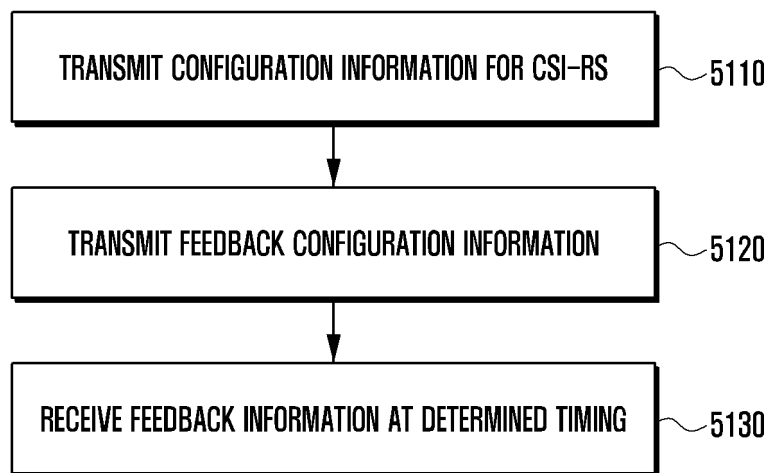 TRANSMIT CONFIGURATION INFORMATION FOR CSI-RS
5110
TRANSMIT FEEDBACK CONFIGURATION INFORMATION
5120
RECEIVE FEEDBACK INFORMATION AT DETERMINED TIMING
5130